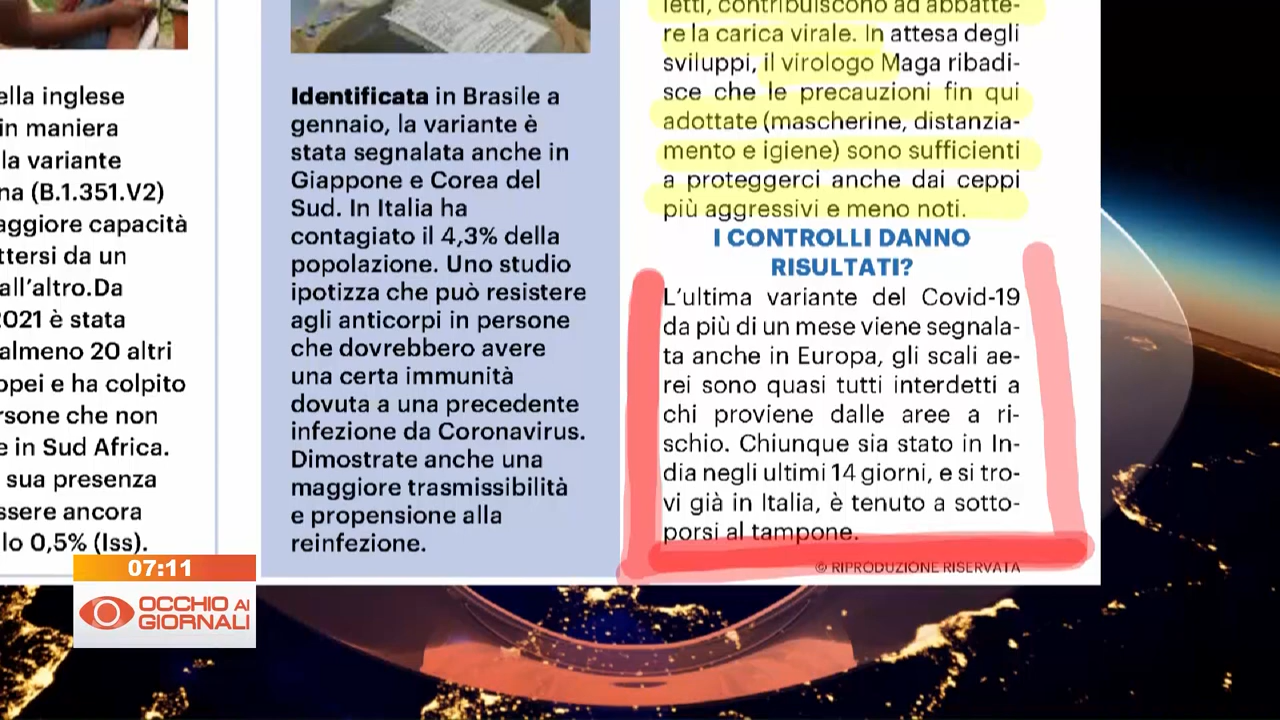 ella inglese
in maniera
la variante
na (B.1.351.V2)
aggiore capacità
ttersi da un
all'altro.Da
2021 è stata
almeno 20 altri
opei e ha colpito
rsone che non
e in Sud Africa.
sua presenza
ssere ancora
lo 0,5% (Iss).
Identificata in Brasile a
gennaio, la variante è
stata segnalata anche in
Giappone e Corea del
Sud. In Italia ha
contagiato il 4,3% della
popolazione. Uno studio
ipotizza che può resistere
agli anticorpi in persone
che dovrebbero avere
una certa immunità
dovuta a una precedente
infezione da Coronavirus.
Dimostrate anche una
maggiore trasmissibilità
e propensione alla
reinfezione.
letti, contribuiscono ad abbatte-
re la carica virale. In attesa degli
sviluppi, il virologo Maga ribadi-
sce che le precauzioni fin qui
adottate (mascherine, distanzia-
mento e igiene) sono sufficienti
a proteggerci anche dai ceppi
più aggressivi e meno noti.
I CONTROLLI DANNO
RISULTATI?
L'ultima variante del Covid-19
da più di un mese viene segnala-
ta anche in Europa, gli scali ae-
rei sono quasi tutti interdetti a
chi proviene dalle aree a ri-
schio. Chiunque sia stato in In-
dia negli ultimi 14 giorni, e si tro-
vi già in Italia, è tenuto a sotto-
porsi al tampone.
© RIPRODUZIONE RISERVATA
07:11
OCCHIO AI
GIORNALI